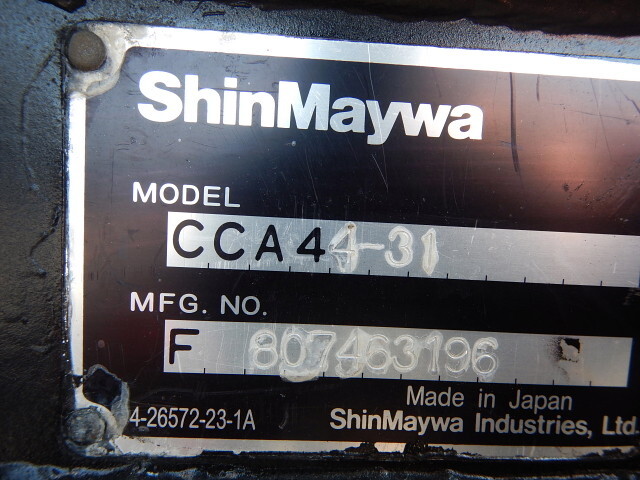 ShinMaywa
MODEL
CCA44-31
MFG. NO.
F 807463196
4-26572-23-1A
Made in Japan
ShinMaywa Industries, Ltd.